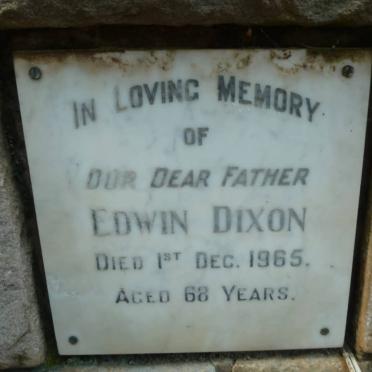 IN LOVING MEMORY
OF
OUR DEAR FATHER
EDWIN DIXON
DIED 1ST DEC. 1965.
AGED 68 YEARS.